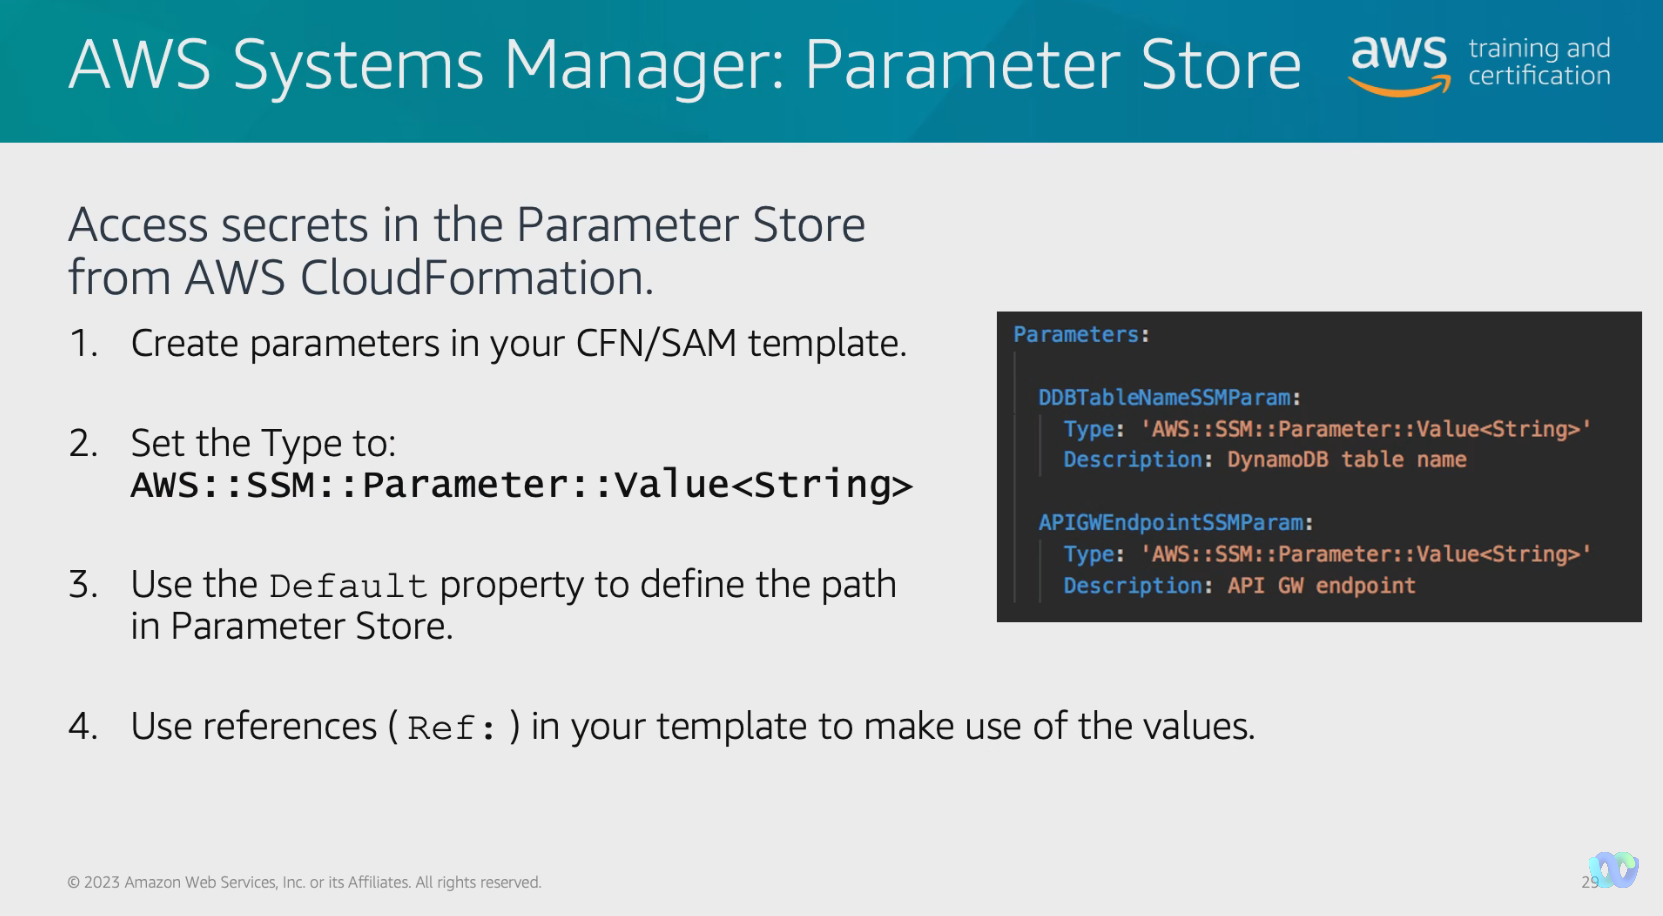 AWS Systems Manager: Parameter Store
aws training and
certification
Access secrets in the Parameter Store
from AWS CloudFormation.
1. Create parameters in your CFN/SAM template.
2. Set the Type to:
AWS::SSM::Parameter::Value<String>
3. Use the Default property to define the path
in Parameter Store.
4. Use references ( Ref: ) in your template to make use of the values.
Parameters:
DDBTableNameSSMParam:
Type: 'AWS::SSM::Parameter::Value<String>'
Description: DynamoDB table name
APIGWEndpointSSMParam:
Type: 'AWS::SSM::Parameter::Value<String>'
Description: API GW endpoint
© 2023 Amazon Web Services, Inc. or its Affiliates. All rights reserved.
29